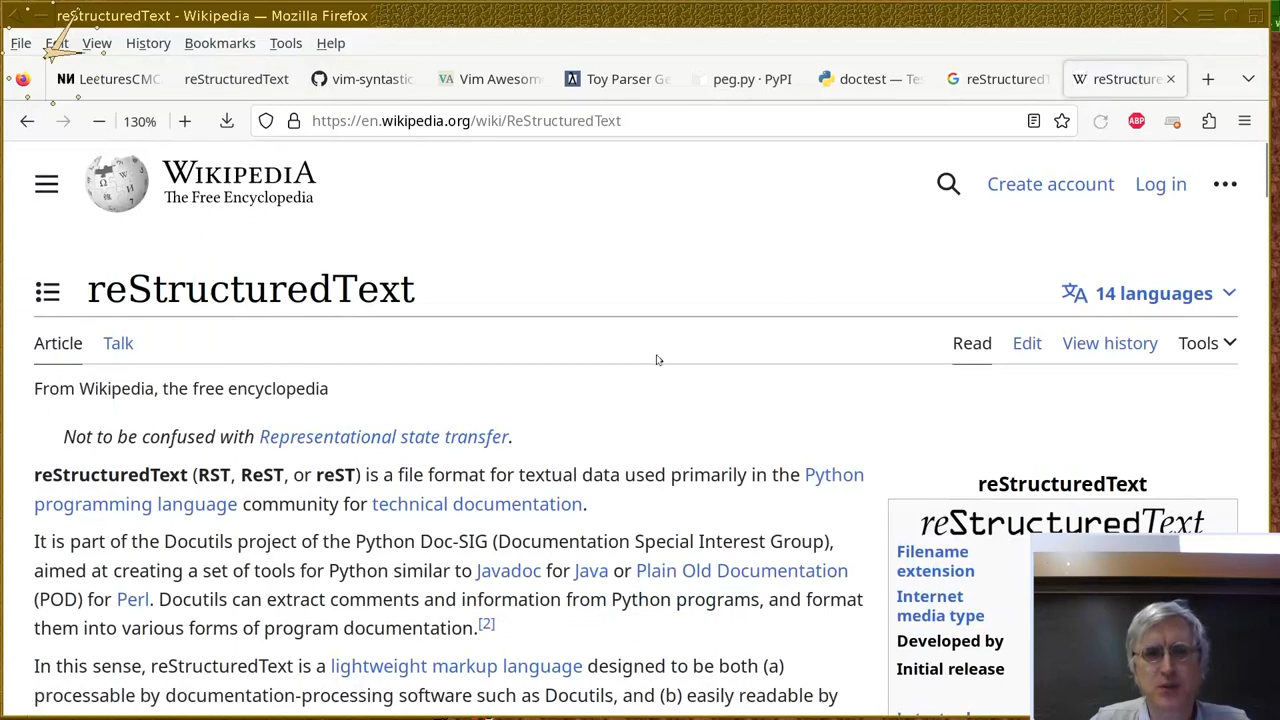 reStructuredText - Wikipedia — Mozilla Firefox
File Edit View History Bookmarks Tools Help
LecturesCMC reStructuredText vim-syntastic VA Vim Awesom Toy Parser Ge peg.py · PyPI doctest — Tes reStructured reStructure
130% https://en.wikipedia.org/wiki/ReStructuredText
WIKIPEDIA
The Free Encyclopedia
Create account Log in
reStructuredText
14 languages
Article Talk Read Edit View history Tools
From Wikipedia, the free encyclopedia
Not to be confused with Representational state transfer.
reStructuredText (RST, ReST, or reST) is a file format for textual data used primarily in the Python
programming language community for technical documentation.
It is part of the Docutils project of the Python Doc-SIG (Documentation Special Interest Group),
aimed at creating a set of tools for Python similar to Javadoc for Java or Plain Old Documentation
(POD) for Perl. Docutils can extract comments and information from Python programs, and format
them into various forms of program documentation.[2]
In this sense, reStructuredText is a lightweight markup language designed to be both (a)
processable by documentation-processing software such as Docutils, and (b) easily readable by
reStructuredText
reStructuredText
Filename
extension
Internet
media type
Developed by
Initial release